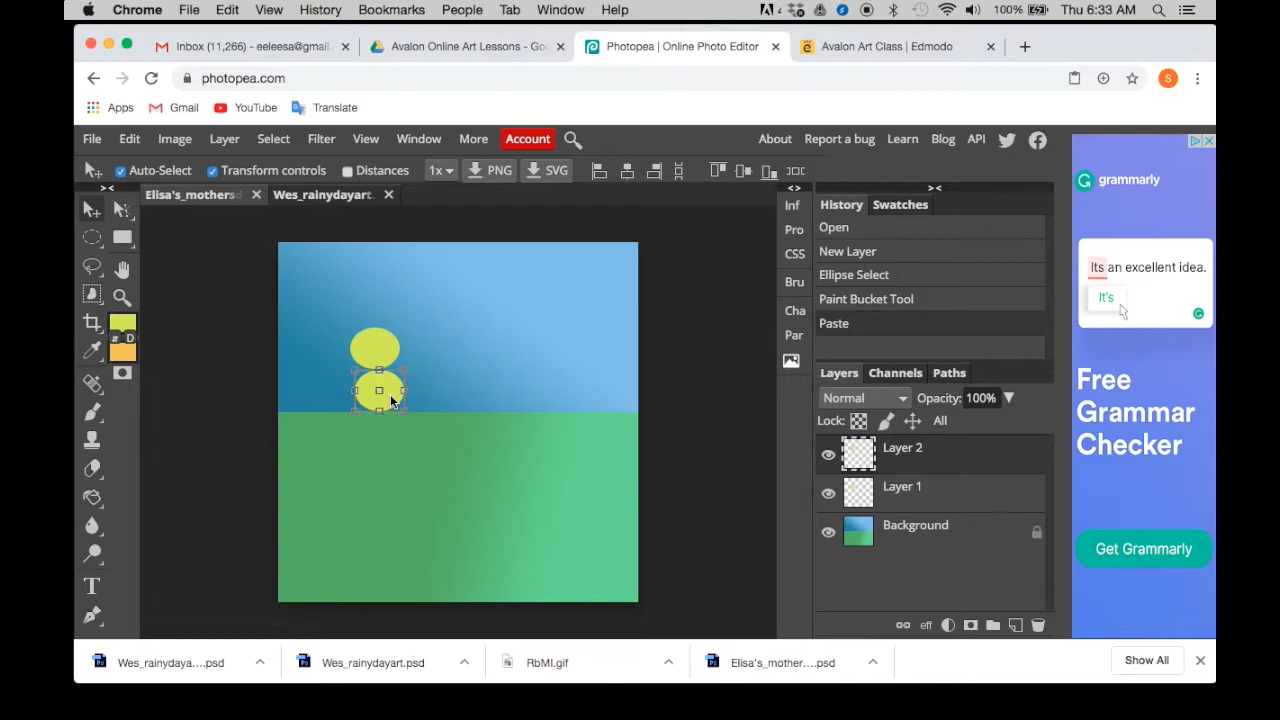 Chrome File Edit View History Bookmarks People Tab Window Help 100% Thu 6:33 AM
Inbox (11,266) - eeleesa@gmail. Avalon Online Art Lessons - Goo Photopea | Online Photo Editor Avalon Art Class | Edmodo
photopea.com S
Apps Gmail YouTube Translate
File Edit Image Layer Select Filter View Window More Account About Report a bug Learn Blog API
Auto-Select Transform controls Distances 1x PNG SVG
Elisa's_mothersd Wes_rainydayart.
Inf
Pro
CSS
Bru
Cha
Par
History Swatches
Open
New Layer
Ellipse Select
Paint Bucket Tool
Paste
Layers Channels Paths
Normal Opacity: 100%
Lock: All
Layer 2
Layer 1
Background
eff
a D
T
grammarly
Its an excellent idea.
It's
Free
Grammar
Checker
Get Grammarly
Wes_rainydaya....psd Wes_rainydayart.psd RbMI.gif Elisa's_mother....psd Show All